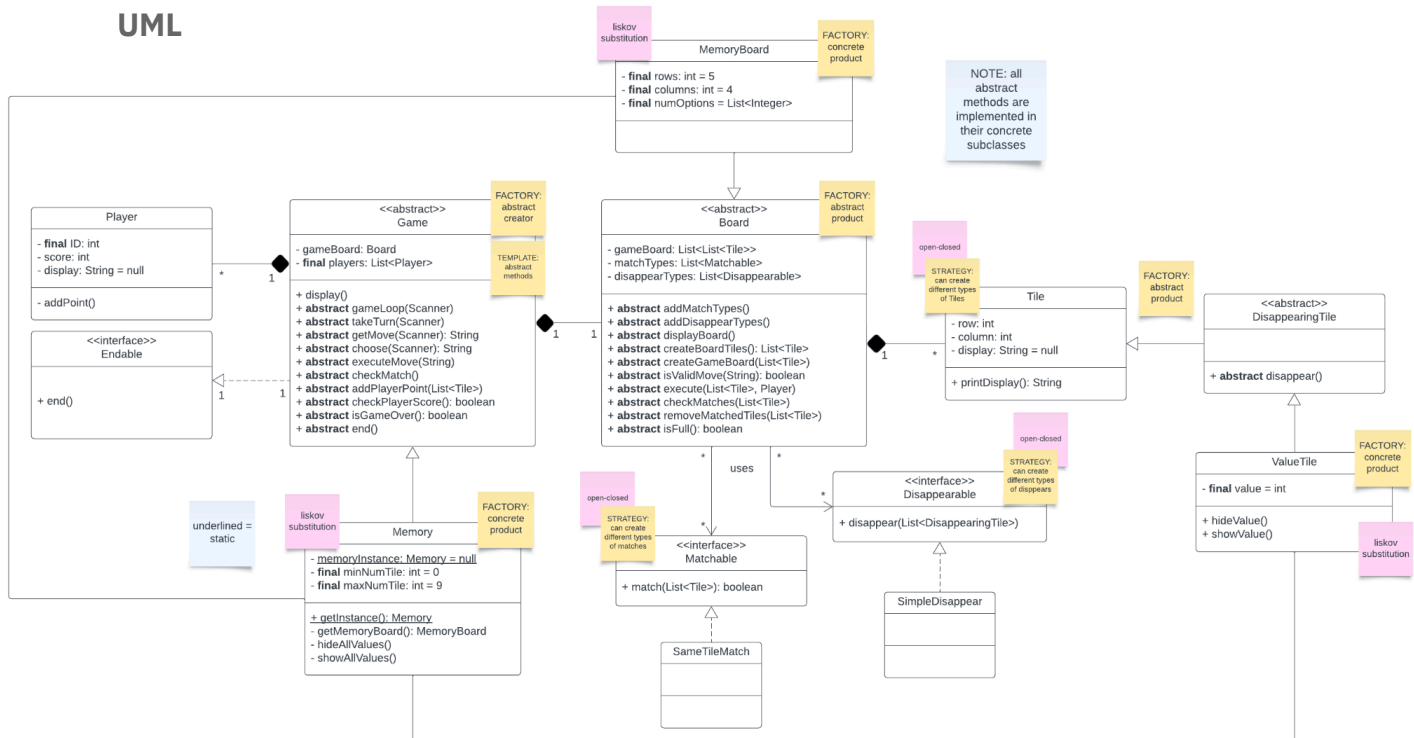 UML
liskov
substitution
FACTORY:
concrete
product
MemoryBoard
- final rows: int = 5
- final columns: int = 4
- final numOptions = List<Integer>
NOTE: all
abstract
methods are
implemented in
their concrete
subclasses
Player
- final ID: int
- score: int
- display: String = null
- addPoint()
*
1
<<interface>>
Endable
+ end()
1
1
FACTORY:
abstract
creator
TEMPLATE:
abstract
methods
<<abstract>>
Game
- gameBoard: Board
- final players: List<Player>
+ display()
+ abstract gameLoop(Scanner)
+ abstract takeTurn(Scanner)
+ abstract getMove(Scanner): String
+ abstract choose(Scanner): String
+ abstract executeMove(String)
+ abstract checkMatch()
+ abstract addPlayerPoint(List<Tile>)
+ abstract checkPlayerScore: boolean
+ abstract isGameOver: boolean
+ abstract end()
1
1
FACTORY:
abstract
product
<<abstract>>
Board
- gameBoard: List<List<Tile>>
- matchTypes: List<Matchable>
- disappearTypes: List<Disappearable>
+ abstract addMatchTypes()
+ abstract addDisappearTypes()
+ abstract displayBoard()
+ abstract createBoardTiles(): List<Tile>
+ abstract createGameBoard(List<Tile>)
+ abstract isValidMove(String): boolean
+ abstract execute(List<Tile>, Player)
+ abstract checkMatches(List<Tile>)
+ abstract removeMatchedTiles(List<Tile>)
+ abstract isFull(): boolean
1
*
open-closed
STRATEGY:
can create
different types
of Tiles
Tile
- row: int
- column: int
- display: String = null
+ printDisplay(): String
FACTORY:
abstract
product
<<abstract>>
DisappearingTile
+ abstract disappear()
*
uses
*
*
*
open-closed
STRATEGY:
can create
different types
of disppears
<<interface>>
Disappearable
+ disappear(List<DisappearingTile>)
FACTORY:
concrete
product
ValueTile
- final value = int
+ hideValue()
+ showValue()
liskov
substitution
underlined =
static
liskov
substitution
FACTORY:
concrete
product
Memory
- memoryInstance: Memory = null
- final minNumTile: int = 0
- final maxNumTile: int = 9
+ getInstance(): Memory
- getMemoryBoard(): MemoryBoard
- hideAllValues()
- showAllValues()
open-closed
STRATEGY:
can create
different types
of matches
<<interface>>
Matchable
+ match(List<Tile>): boolean
SameTileMatch
SimpleDisappear